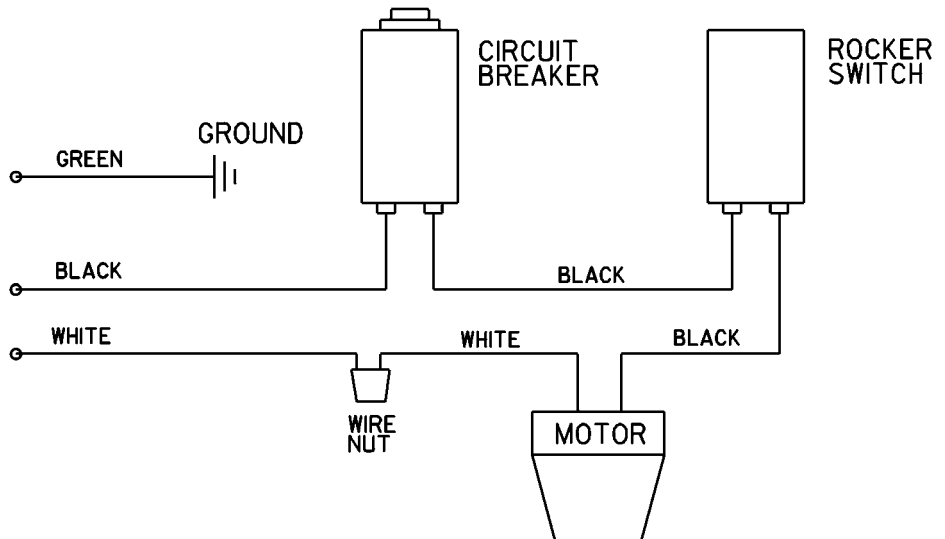 CIRCUIT
BREAKER
ROCKER
SWITCH
GROUND
GREEN
BLACK
BLACK
WHITE
WHITE
BLACK
WIRE
NUT
MOTOR